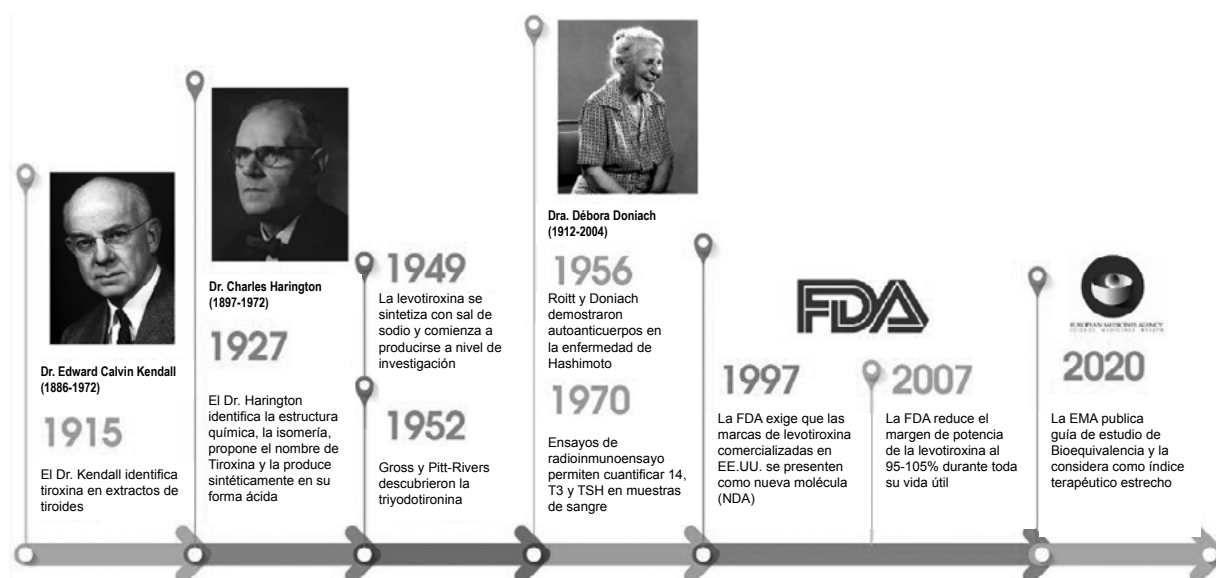 Dr. Edward Calvin Kendall
(1886-1972)
1915
El Dr. Kendall identifica
tiroxina en extractos de
tiroides
Dr. Charles Harington
(1897-1972)
1927
El Dr. Harington
identifica la estructura
química, la isomería,
propone el nombre de
Tiroxina y la produce
sintéticamente en su
forma ácida
1949
La levotiroxina se
sintetiza con sal de
sodio y comienza a
producirse a nivel de
investigación
1952
Gross y Pitt-Rivers
descubrieron la
triyodotironina
Dra. Débora Doniach
(1912-2004)
1956
Roitt y Doniach
demostraron
autoanticuerpos en
la enfermedad de
Hashimoto
1970
Ensayos de
radioinmunoensayo
permiten cuantificar 14,
T3 y TSH en muestras
de sangre
FDA
1997
La FDA exige que las
marcas de levotiroxina
comercializadas en
EE.UU. se presenten
como nueva molécula
(NDA)
2007
La FDA reduce el
margen de potencia
de la levotiroxina al
95-105% durante toda
su vida útil
EUROPEAN MEDICINES AGENCY
SCIENCE MEDICINES HEALTH
2020
La EMA publica
guía de estudio de
Bioequivalencia y la
considera como índice
terapéutico estrecho